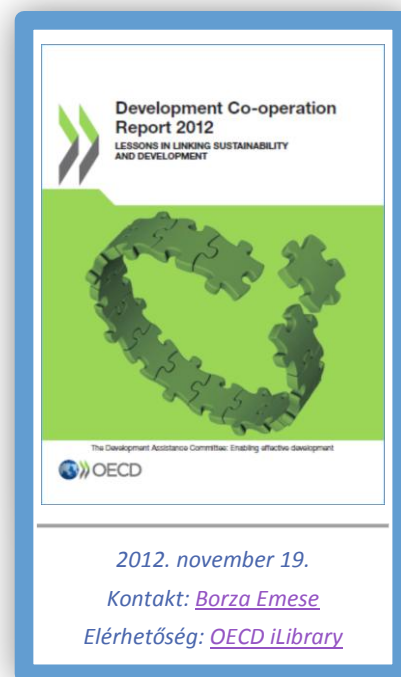 Development Co-operation
Report 2012
LESSONS IN LINKING SUSTAINABILITY
AND DEVELOPMENT
The Development Assistance Committee: Enabling effective development
OECD
2012. november 19.
Kontakt: Borza Emese
Elérhetőség: OECD iLibrary